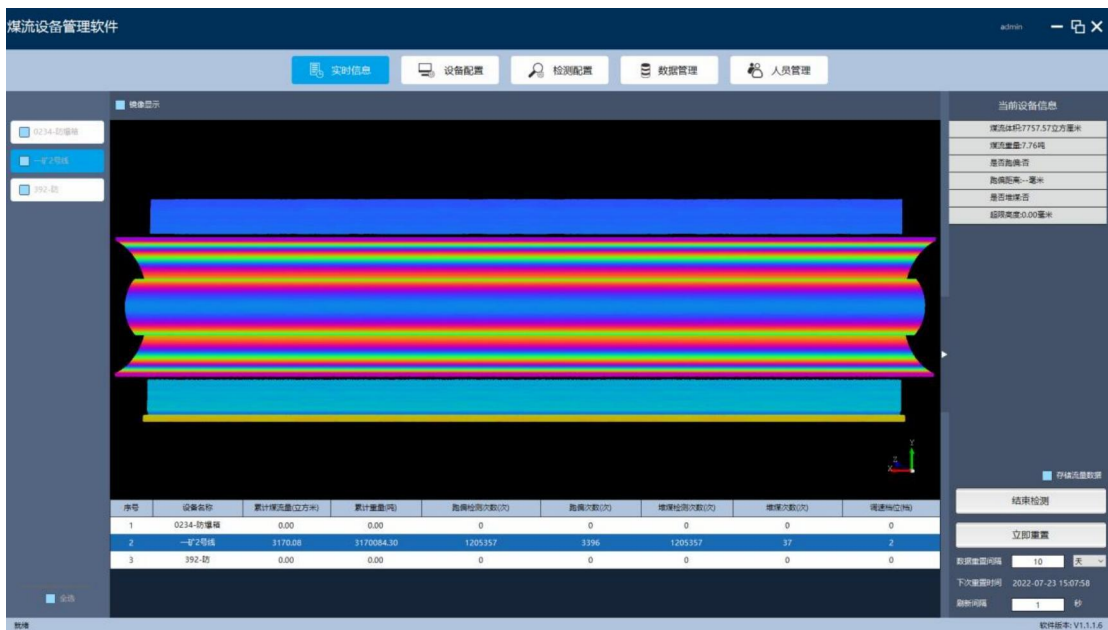 煤流设备管理软件
admin
实时信息 设备配置 检测配置 数据管理 人员管理
镜像显示
当前设备信息
0234-防爆箱
一矿2号线
392-防
煤流体积:7757.57立方厘米
煤流重量:7.76吨
是否跑偏:否
跑偏距离:--毫米
是否堆煤:否
超限高度:0.00毫米
Y
Z
X
存储流量数据
结束检测
立即重置
数据重置间隔 10 天
下次重置时间 2022-07-23 15:07:58
刷新间隔 1 秒
序号 设备名称 累计煤流量(立方米) 累计重量(吨) 跑偏检测次数(次) 跑偏次数(次) 堆煤检测次数(次) 堆煤次数(次) 调速档位(档)
1 0234-防爆箱 0.00 0.00 0 0 0 0 0
2 一矿2号线 3170.08 3170084.30 1205357 3396 1205357 37 2
3 392-防 0.00 0.00 0 0 0 0 0
全选
就绪
软件版本: V1.1.1.6